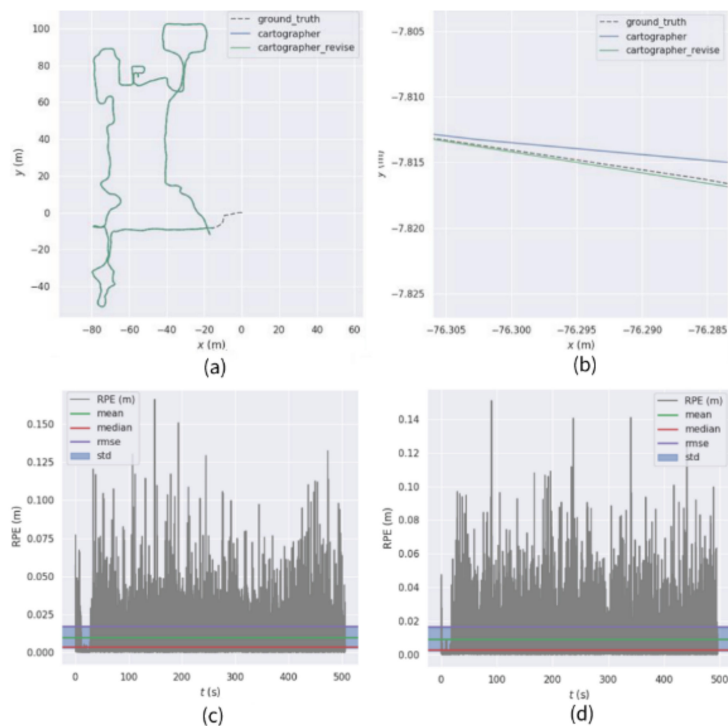 ground_truth
cartographer
cartographer_revise
y (m)
100
80
60
40
20
0
−20
−40
−80 −60 −40 −20 0 20 40 60
x (m)
(a)
ground_truth
cartographer
cartographer_revise
−7.805
−7.810
−7.815
−7.820
−7.825
−76.305 −76.300 −76.295 −76.290 −76.285
x (m)
(b)
RPE (m)
mean
median
rmse
std
RPE (m)
0.150
0.125
0.100
0.075
0.050
0.025
0.000
0 100 200 300 400 500
t (s)
(c)
RPE (m)
mean
median
rmse
std
RPE (m)
0.14
0.12
0.10
0.08
0.06
0.04
0.02
0.00
0 100 200 300 400 500
t (s)
(d)